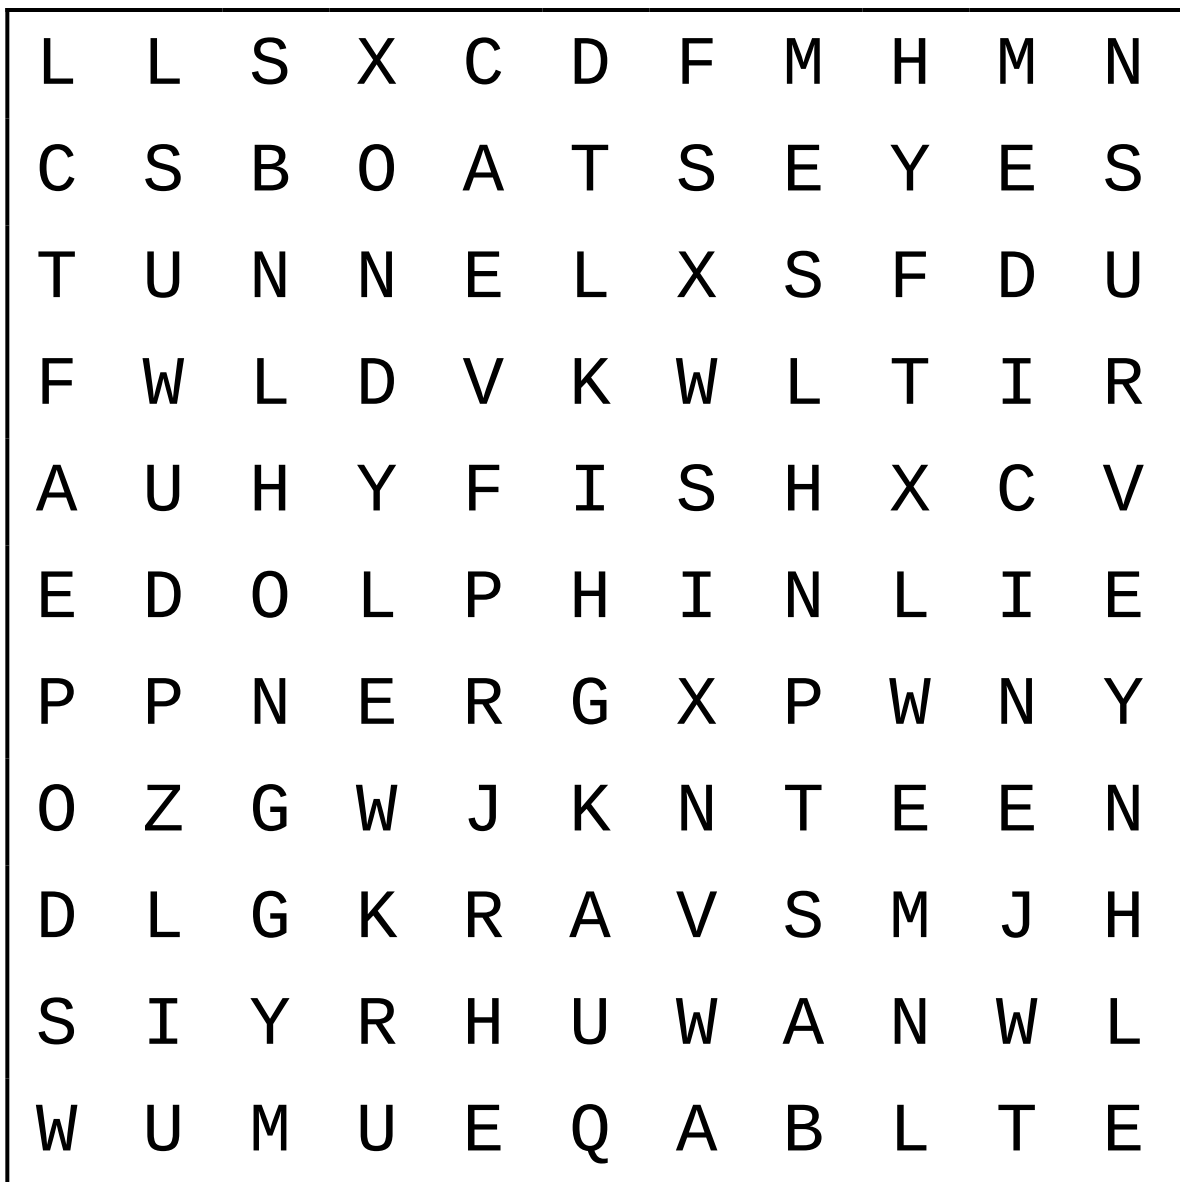 L L S X C D F M H M N
C S B O A T S E Y E S
T U N N E L X S F D U
F W L D V K W L T I R
A U H Y F I S H X C V
E D O L P H I N L I E
P P N E R G X P W N Y
O Z G W J K N T E E N
D L G K R A V S M J H
S I Y R H U W A N W L
W U M U E Q A B L T E